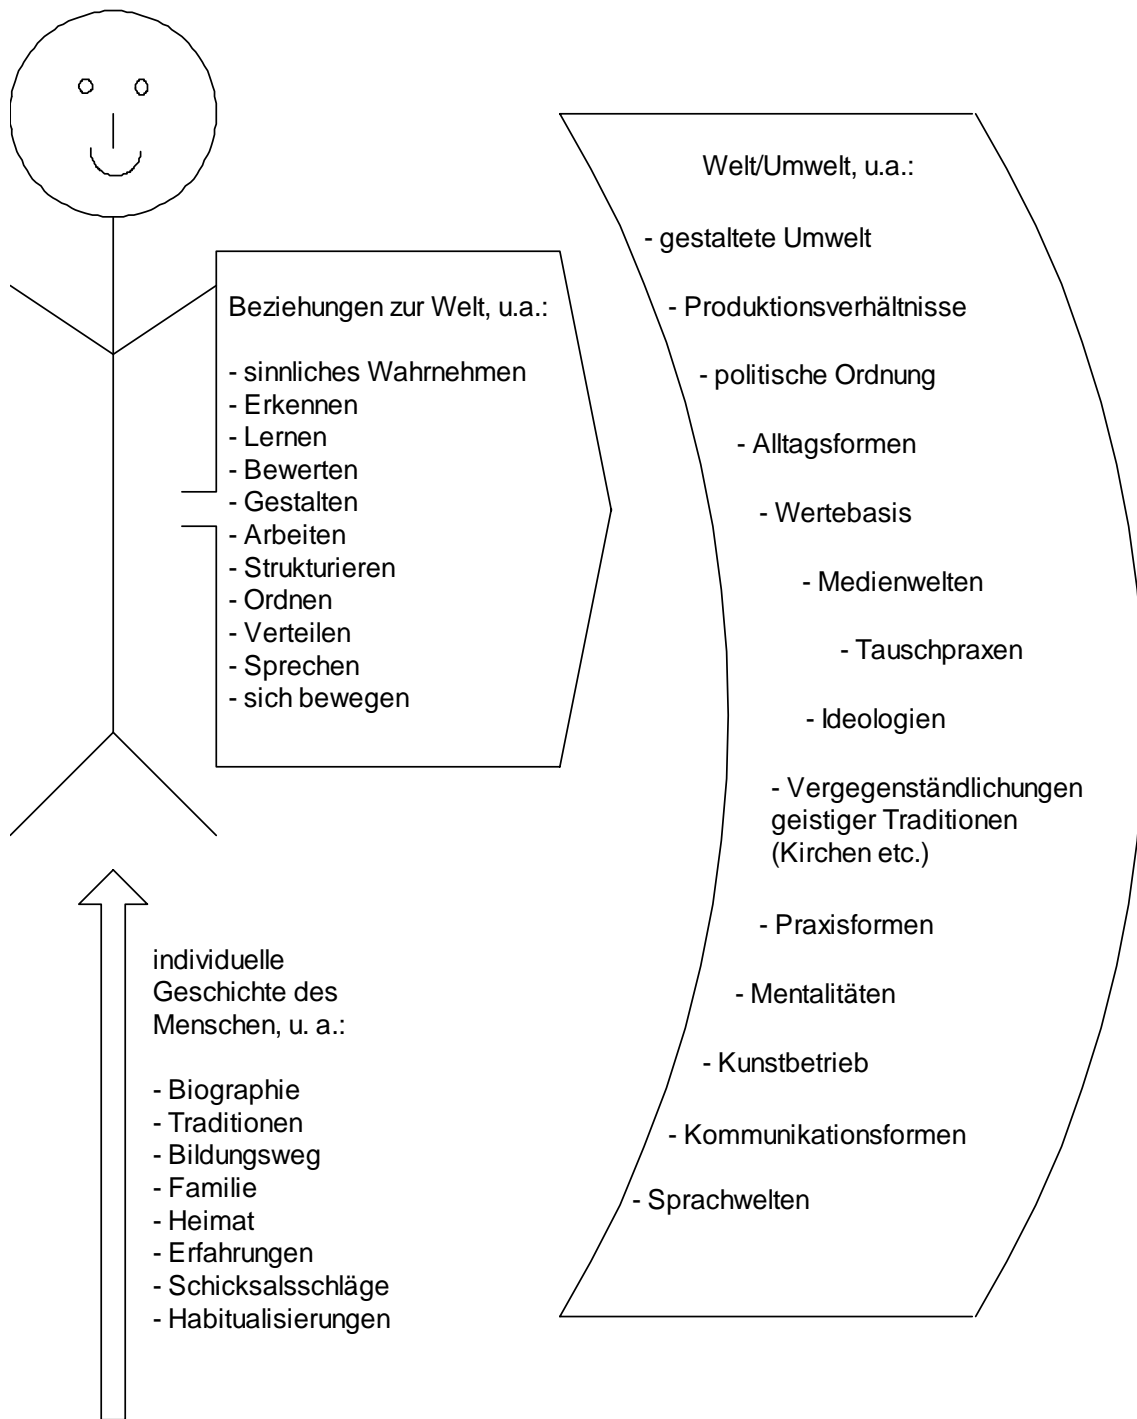 Beziehungen zur Welt, u.a.:
- sinnliches Wahrnehmen
- Erkennen
- Lernen
- Bewerten
- Gestalten
- Arbeiten
- Strukturieren
- Ordnen
- Verteilen
- Sprechen
- sich bewegen
individuelle
Geschichte des
Menschen, u. a.:
- Biographie
- Traditionen
- Bildungsweg
- Familie
- Heimat
- Erfahrungen
- Schicksalsschläge
- Habitualisierungen
Welt/Umwelt, u.a.:
- gestaltete Umwelt
- Produktionsverhältnisse
- politische Ordnung
- Alltagsformen
- Wertebasis
- Medienwelten
- Tauschpraxen
- Ideologien
- Vergegenständlichungen
geistiger Traditionen
(Kirchen etc.)
- Praxisformen
- Mentalitäten
- Kunstbetrieb
- Kommunikationsformen
- Sprachwelten